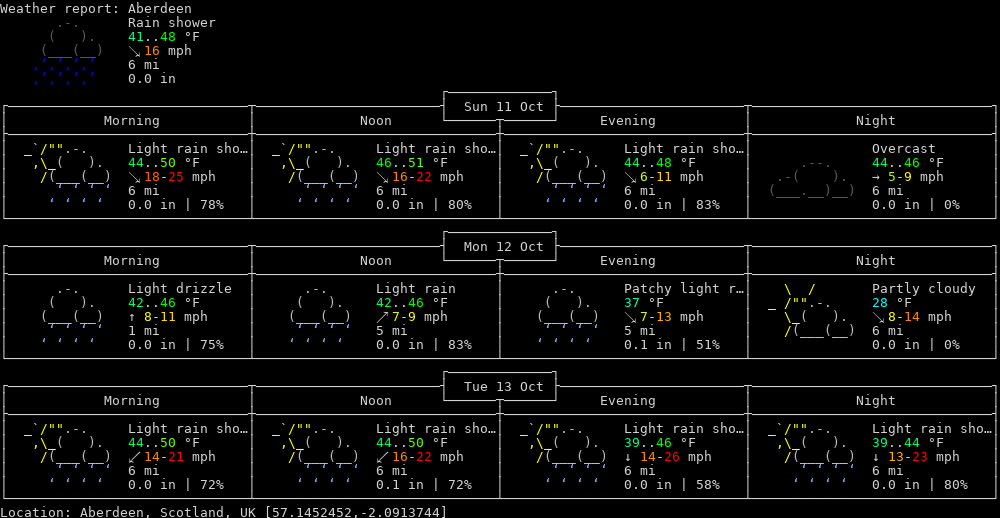 Weather report: Aberdeen
Rain shower
41..48 °F
↘ 16 mph
6 mi
0.0 in
Sun 11 Oct
Morning Noon Evening Night
Light rain sho… Light rain sho… Light rain sho… Overcast
44..50 °F 46..51 °F 44..48 °F 44..46 °F
↘ 18-25 mph ↘ 16-22 mph ↘ 6-11 mph → 5-9 mph
6 mi 6 mi 6 mi 6 mi
0.0 in | 78% 0.0 in | 80% 0.0 in | 83% 0.0 in | 0%
Mon 12 Oct
Morning Noon Evening Night
Light drizzle Light rain Patchy light r… Partly cloudy
42..46 °F 42..46 °F 37 °F 28 °F
↑ 8-11 mph ↗ 7-9 mph ↘ 7-13 mph ↘ 8-14 mph
1 mi 5 mi 5 mi 6 mi
0.0 in | 75% 0.0 in | 83% 0.1 in | 51% 0.0 in | 0%
Tue 13 Oct
Morning Noon Evening Night
Light rain sho… Light rain sho… Light rain sho… Light rain sho…
44..50 °F 44..50 °F 39..46 °F 39..44 °F
↙ 14-21 mph ↙ 16-22 mph ↓ 14-26 mph ↓ 13-23 mph
6 mi 6 mi 6 mi 6 mi
0.0 in | 72% 0.1 in | 72% 0.0 in | 58% 0.0 in | 80%
Location: Aberdeen, Scotland, UK [57.1452452,-2.0913744]